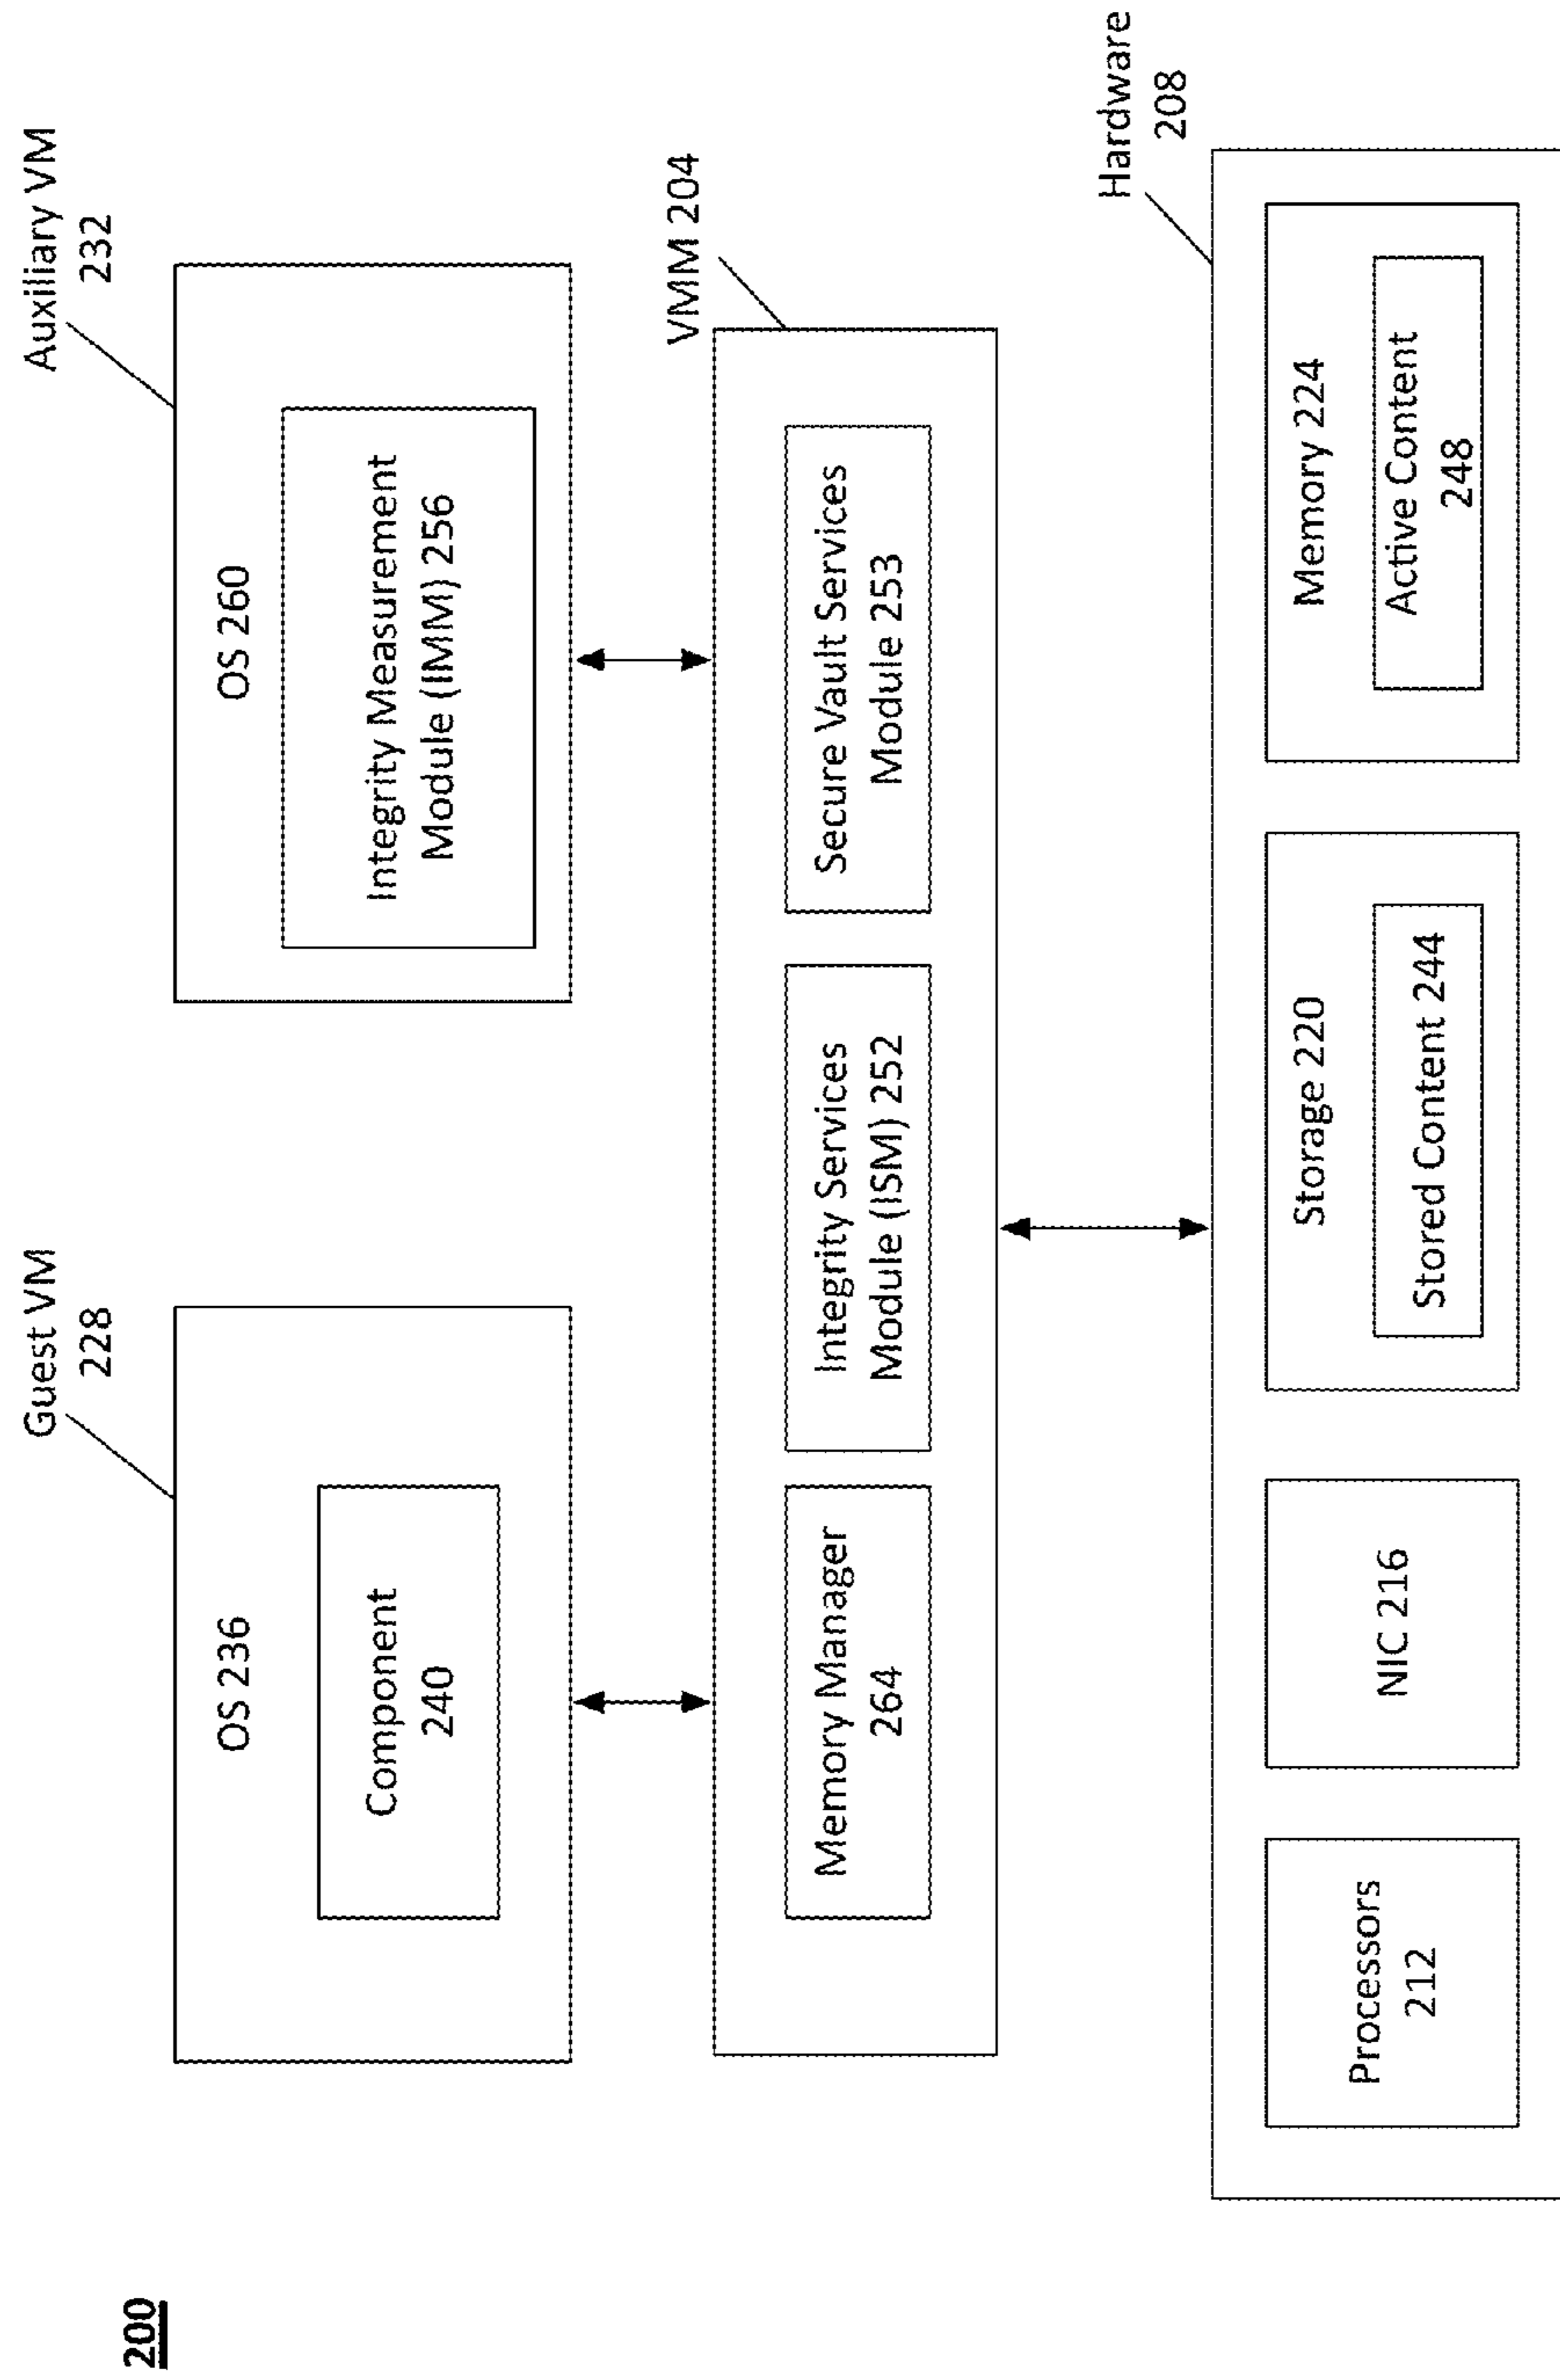 200
Guest VM
228
Auxiliary VM
232
OS 236
Component
240
OS 260
Integrity Measurement
Module (IMM) 256
VMM 204
Memory Manager
264
Integrity Services
Module (ISM) 252
Secure Vault Services
Module 253
Hardware
208
Processors
212
NIC 216
Storage 220
Stored Content 244
Memory 224
Active Content
248